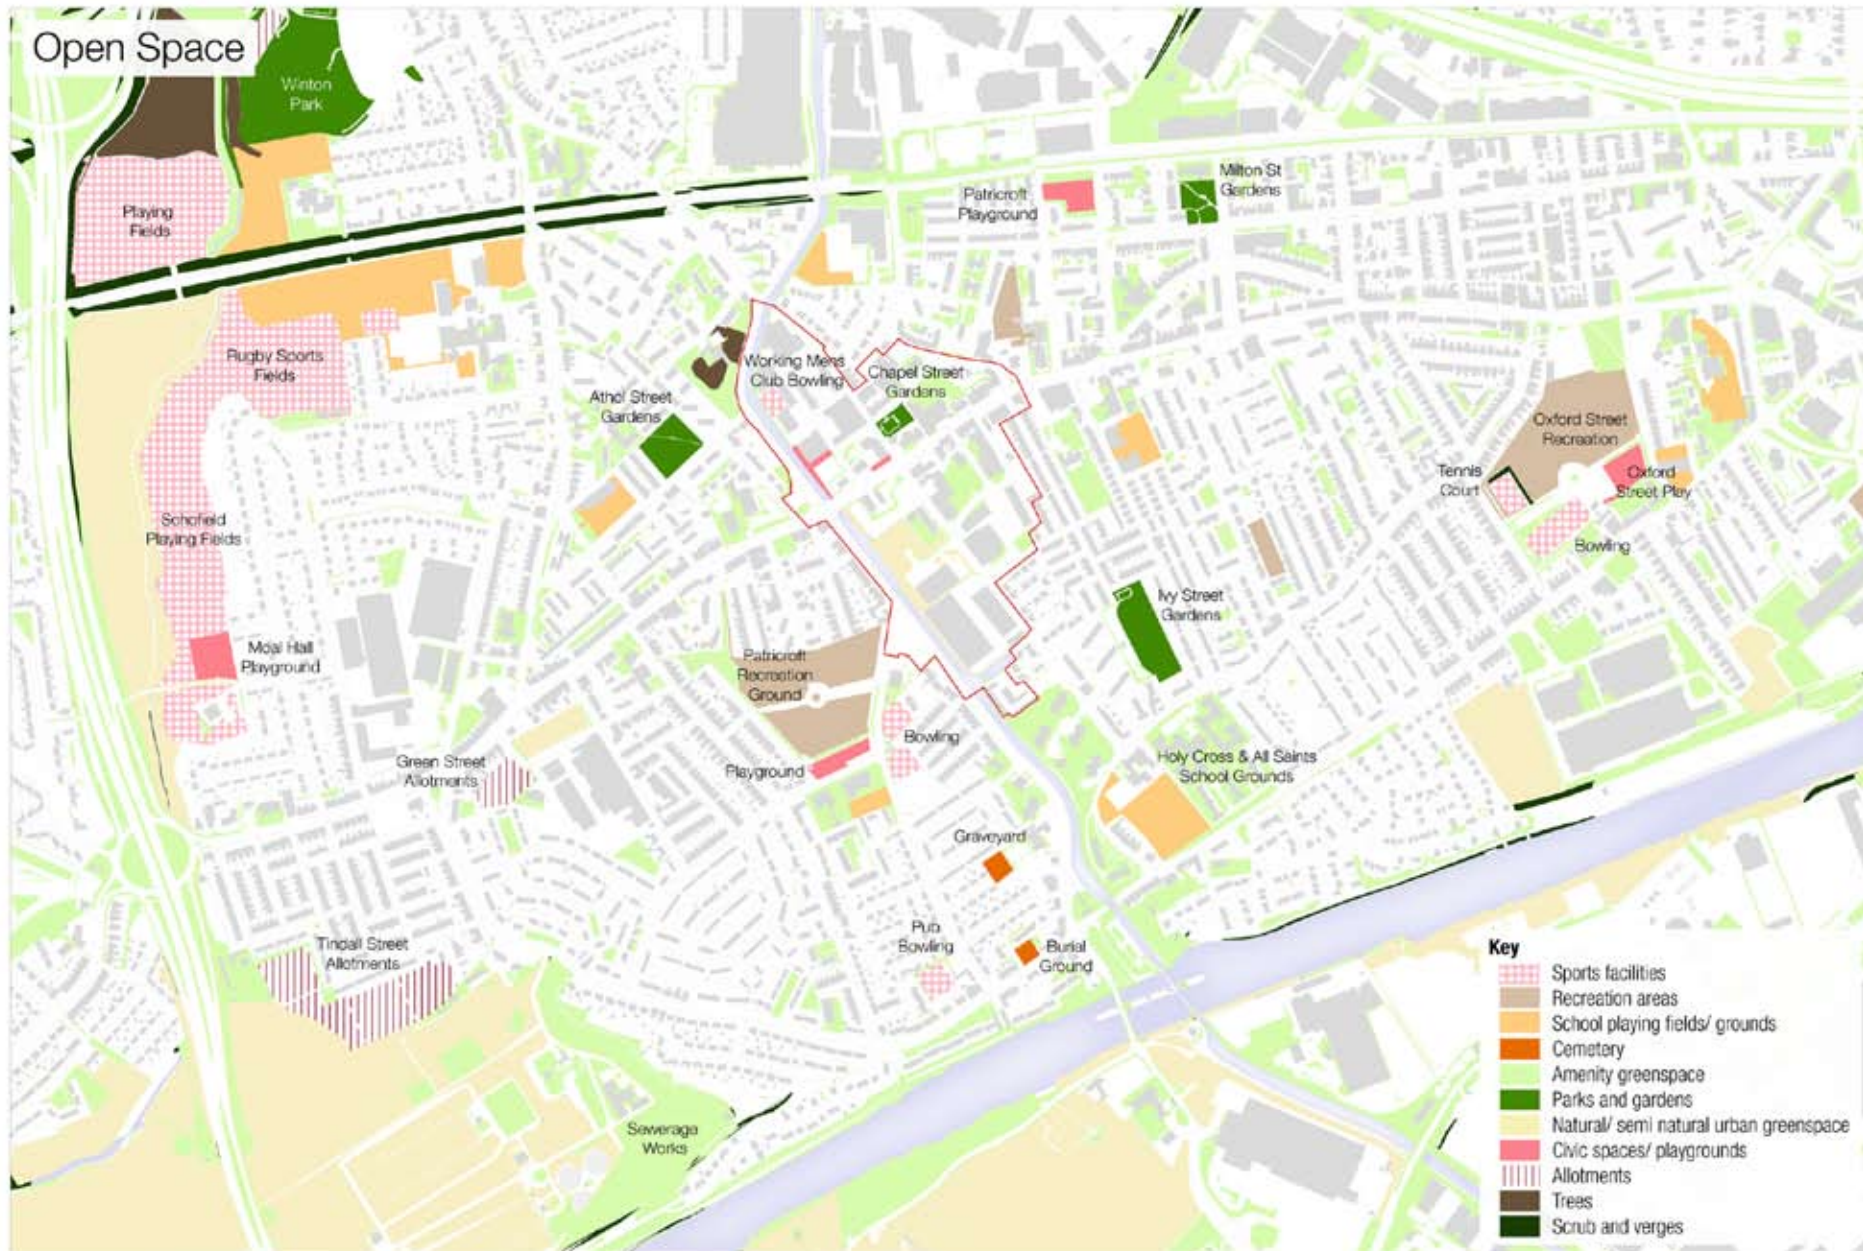 Open Space
Winton
Park
Playing
Fields
Patricroft
Playground
Milton St
Gardens
Rugby Sports
Fields
Working Mens
Club Bowling
Chapel Street
Gardens
Athol Street
Gardens
Oxford Street
Recreation
Tennis
Court
Oxford
Street Play
Bowling
Schofield
Playing Fields
Ivy Street
Gardens
Moal Hall
Playground
Patricroft
Recreation
Ground
Bowling
Green Street
Allotments
Playground
Holy Cross & All Saints
School Grounds
Graveyard
Tindall Street
Allotments
Pub
Bowling
Burial
Ground
Sewerage
Works
Key
Sports facilities
Recreation areas
School playing fields/ grounds
Cemetery
Amenity greenspace
Parks and gardens
Natural/ semi natural urban greenspace
Civic spaces/ playgrounds
Allotments
Trees
Scrub and verges